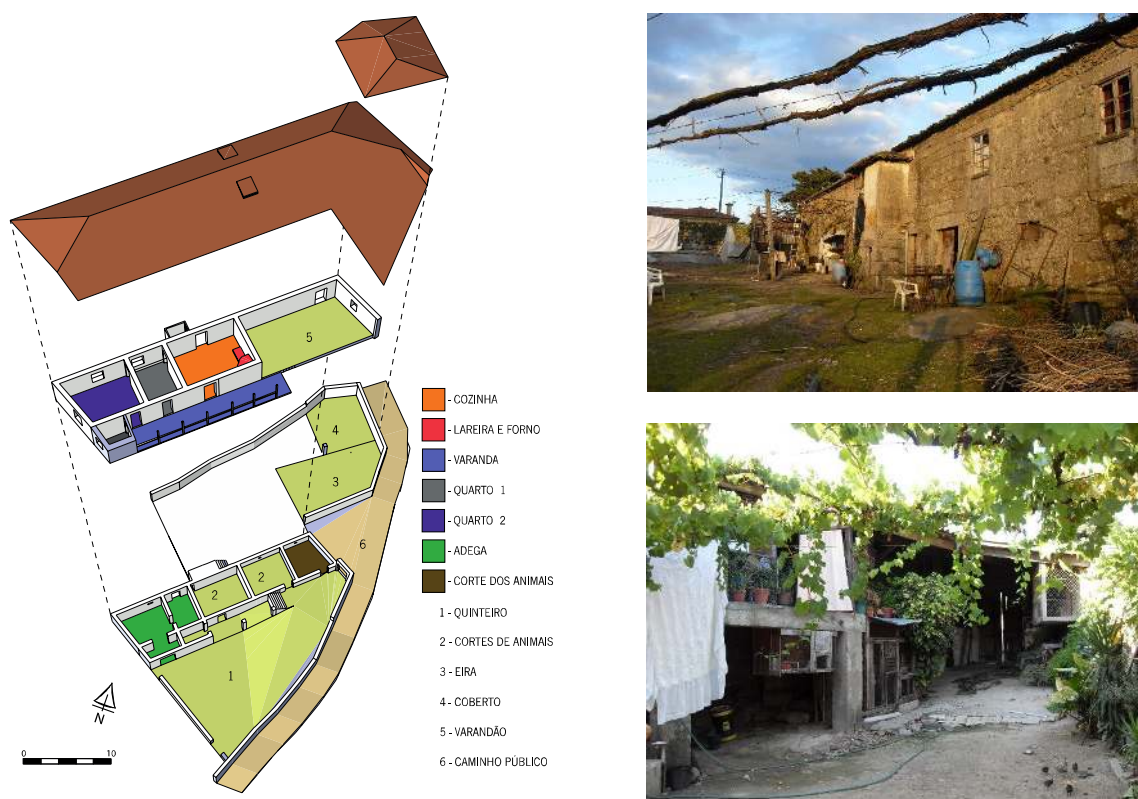 5
4
3
6
2
2
1
N
0 10
- COZINHA
- LAREIRA E FORNO
- VARANDA
- QUARTO 1
- QUARTO 2
- ADEGA
- CORTE DOS ANIMAIS
1 - QUINTEIRO
2 - CORTES DE ANIMAIS
3 - EIRA
4 - COBERTO
5 - VARANDÃO
6 - CAMINHO PÚBLICO